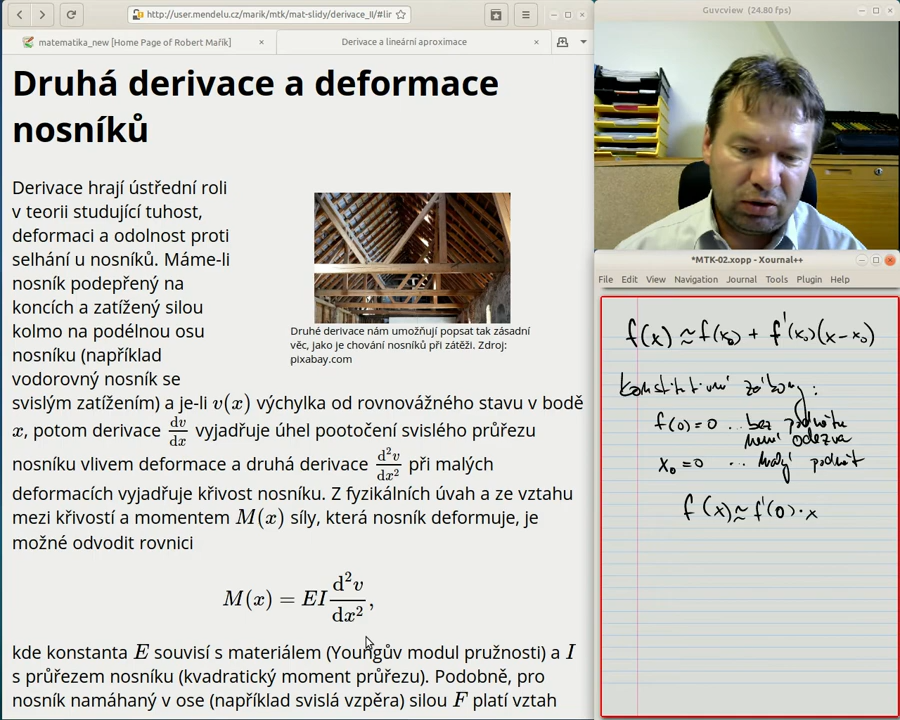 http://user.mendelu.cz/marik/mtk/mat-slidy/derivace_II/#lir
matematika_new [Home Page of Robert Mařík]
Derivace a lineární aproximace
Druhá derivace a deformace
nosníků
Derivace hrají ústřední roli
v teorii studující tuhost,
deformaci a odolnost proti
selhání u nosníků. Máme-li
nosník podepřený na
koncích a zatížený silou
kolmo na podélnou osu
nosníku (například
vodorovný nosník se
Druhé derivace nám umožňují popsat tak zásadní
věc, jako je chování nosníků při zátěži. Zdroj:
pixabay.com
svislým zatížením) a je-li v(x) výchylka od rovnovážného stavu v bodě
x, potom derivace dv/dx vyjadřuje úhel pootočení svislého průřezu
nosníku vlivem deformace a druhá derivace d²v/dx² při malých
deformacích vyjadřuje křivost nosníku. Z fyzikálních úvah a ze vztahu
mezi křivostí a momentem M(x) síly, která nosník deformuje, je
možné odvodit rovnici
M(x) = EI d²v/dx²,
kde konstanta E souvisí s materiálem (Youngův modul pružnosti) a I
s průřezem nosníku (kvadratický moment průřezu). Podobně, pro
nosník namáhaný v ose (například svislá vzpěra) silou F platí vztah
Guvcview (24.80 fps)
*MTK-02.xopp - Xournal++
File Edit View Navigation Journal Tools Plugin Help
f(x) ≈ f(x₀) + f'(x₀)(x−x₀)
Konstitutivní zákony:
f(0)=0 .. bez podnětu
není odezva
x₀=0 .. malý podnět
f(x) ≈ f'(0)·x